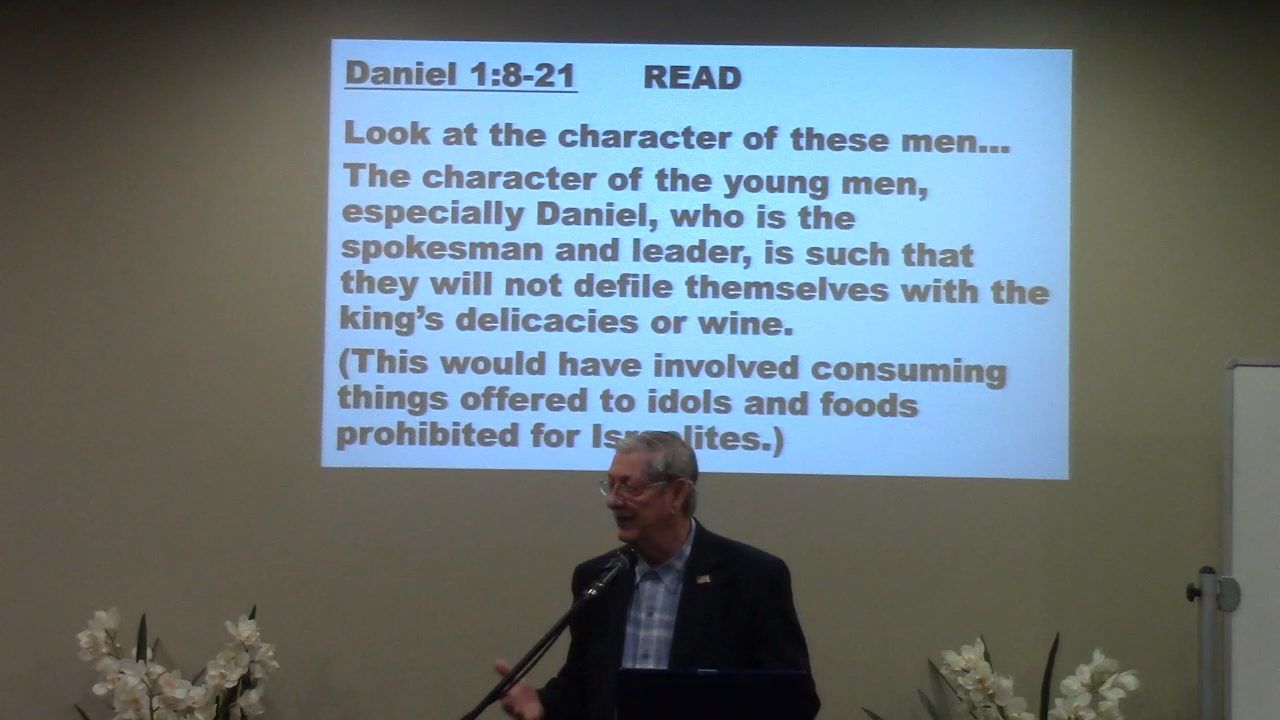 Daniel 1:8-21 READ
Look at the character of these men...
The character of the young men,
especially Daniel, who is the
spokesman and leader, is such that
they will not defile themselves with the
king’s delicacies or wine.
(This would have involved consuming
things offered to idols and foods
prohibited for Israelites.)